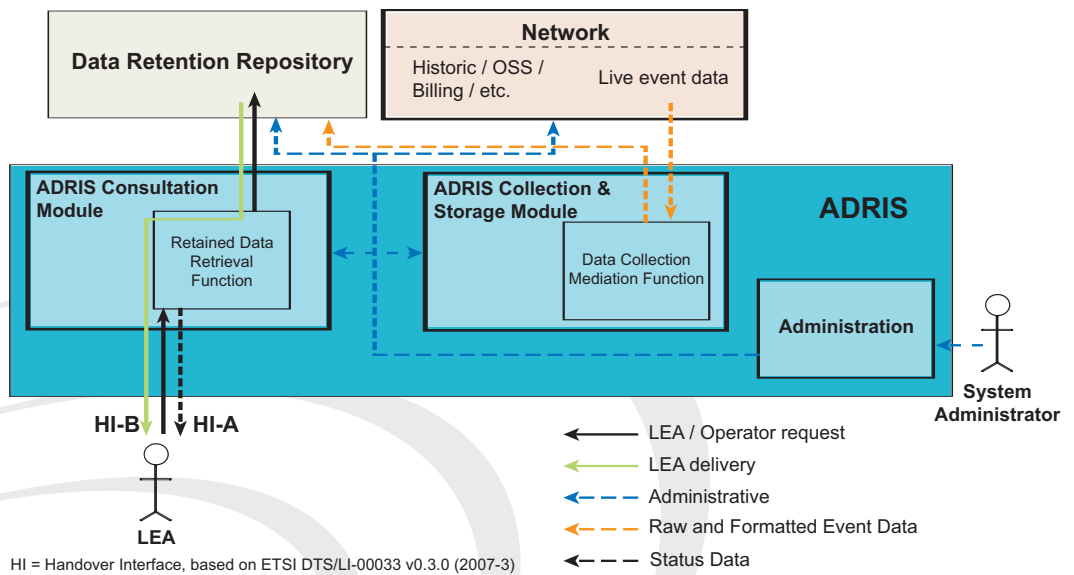 Data Retention Repository
Network
Historic / OSS /
Billing / etc.
Live event data
ADRIS Consultation
Module
Retained Data
Retrieval
Function
ADRIS Collection &
Storage Module
Data Collection
Mediation Function
ADRIS
Administration
System
Administrator
HI-B
HI-A
LEA
LEA / Operator request
LEA delivery
Administrative
Raw and Formatted Event Data
Status Data
HI = Handover Interface, based on ETSI DTS/LI-00033 v0.3.0 (2007-3)